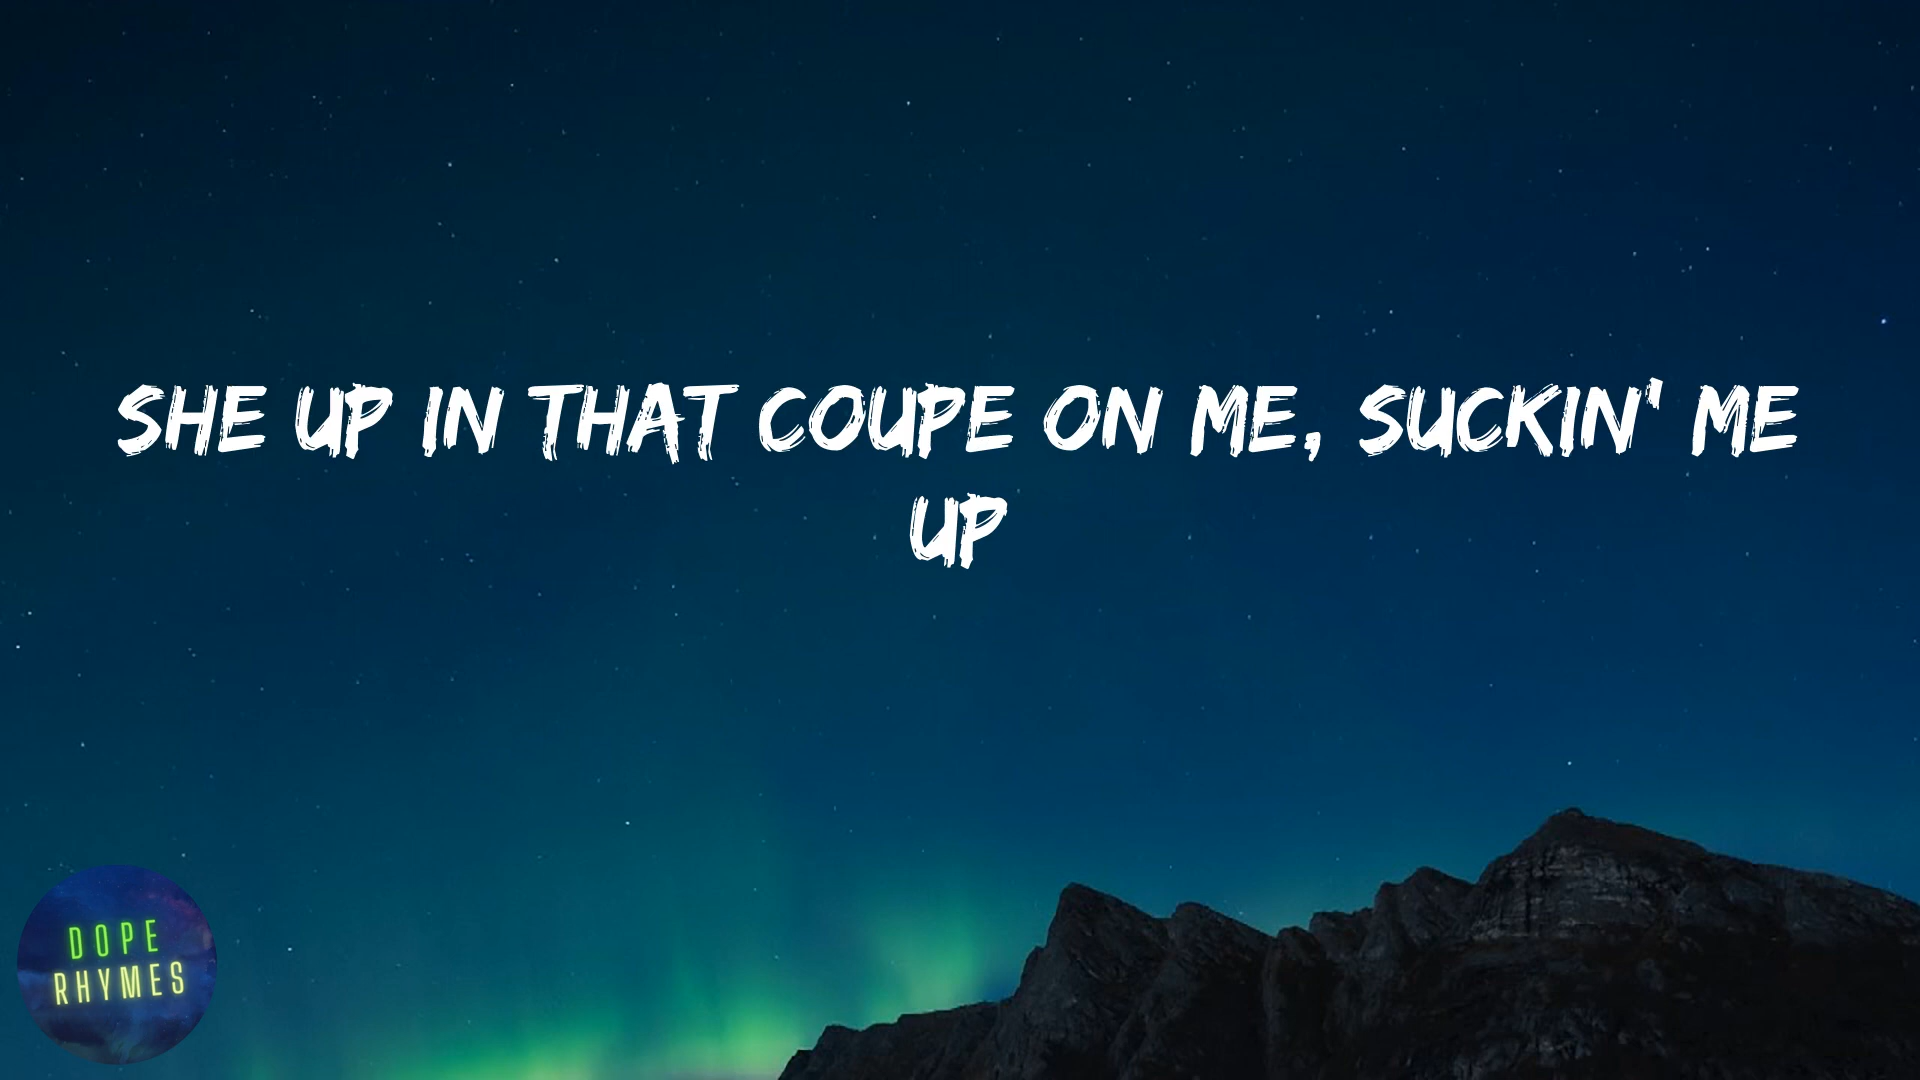 SHE UP IN THAT COUPE ON ME, SUCKIN' ME
UP
DOPE
RHYMES